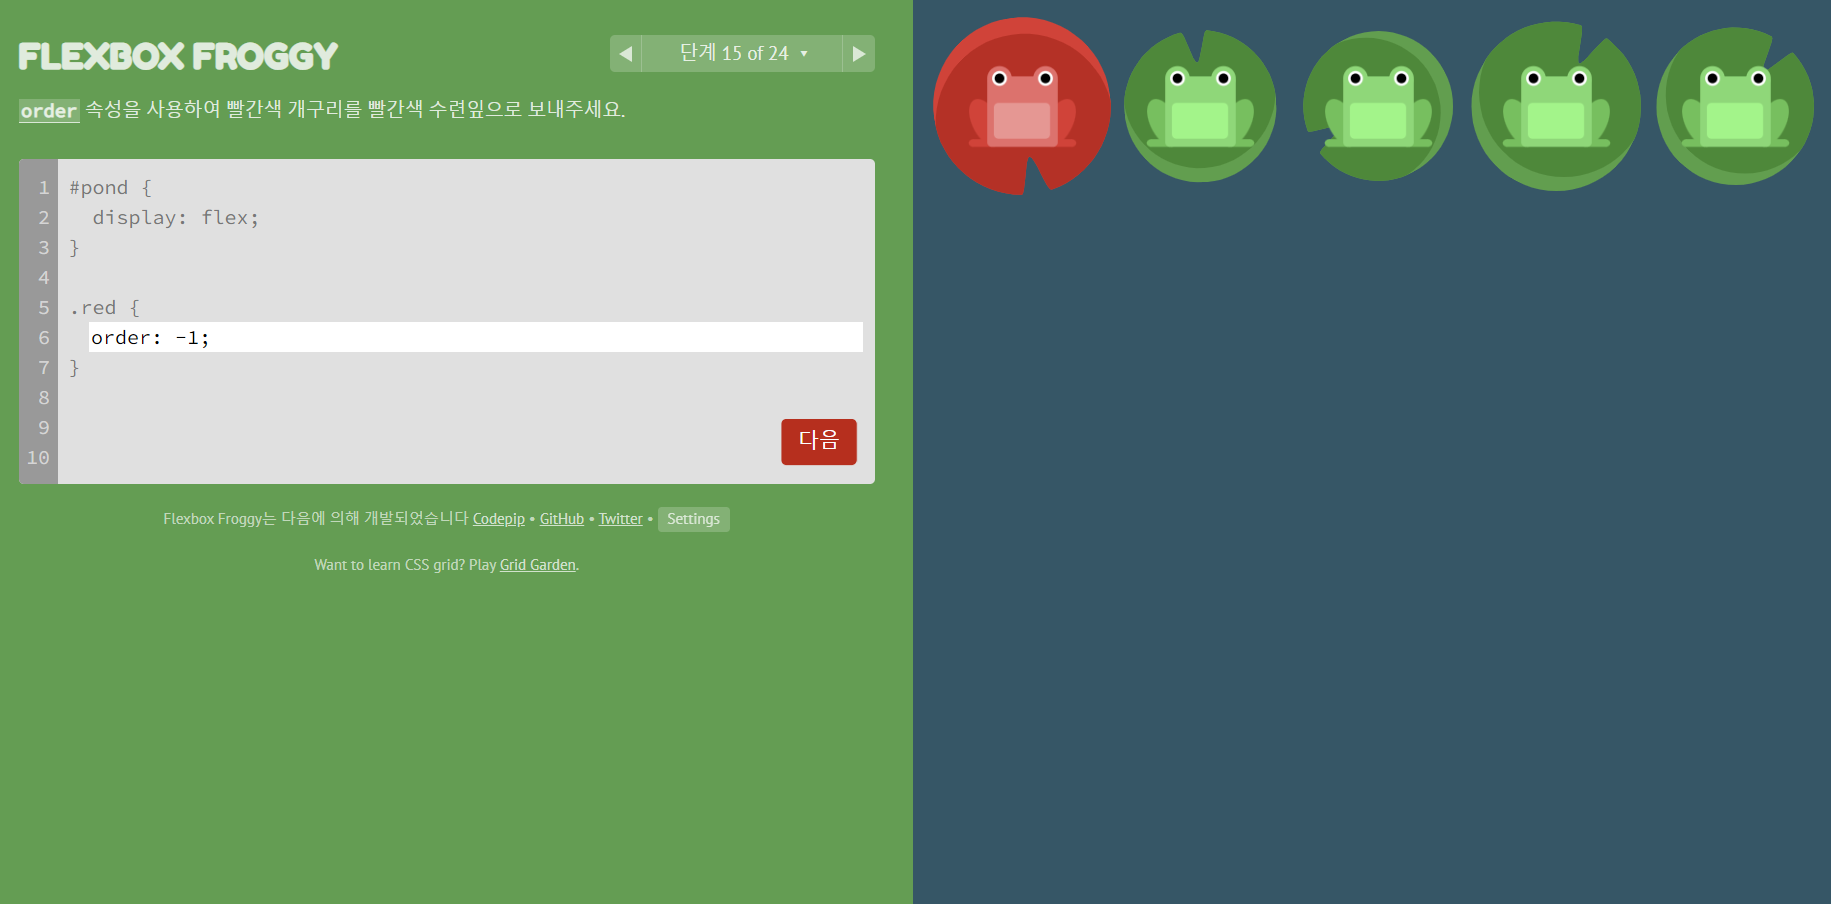 FLEXBOX FROGGY
◀ 단계 15 of 24 ▾ ▶
order 속성을 사용하여 빨간색 개구리를 빨간색 수련잎으로 보내주세요.
1 #pond {
2   display: flex;
3 }
4
5 .red {
6   order: -1;
7 }
8
9
10
다음
Flexbox Froggy는 다음에 의해 개발되었습니다 Codepip • GitHub • Twitter • Settings
Want to learn CSS grid? Play Grid Garden.